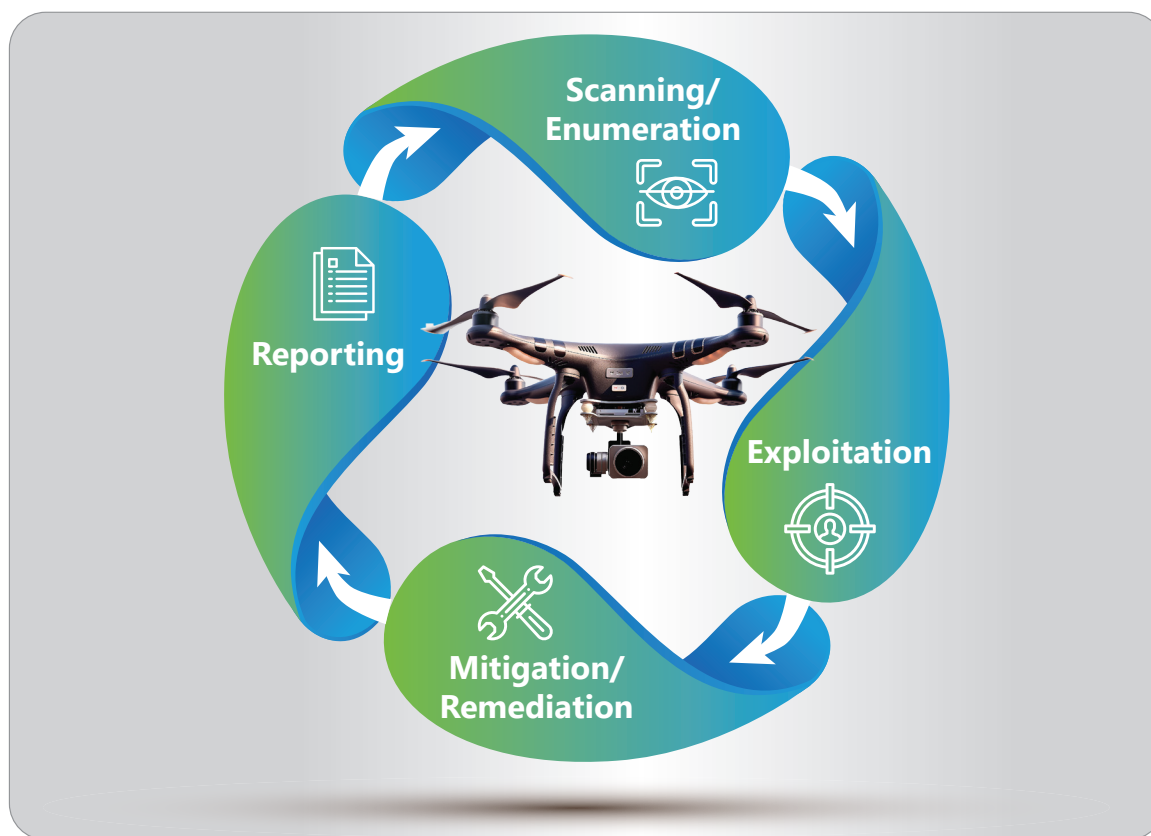 Scanning/
Enumeration
Exploitation
Mitigation/
Remediation
Reporting